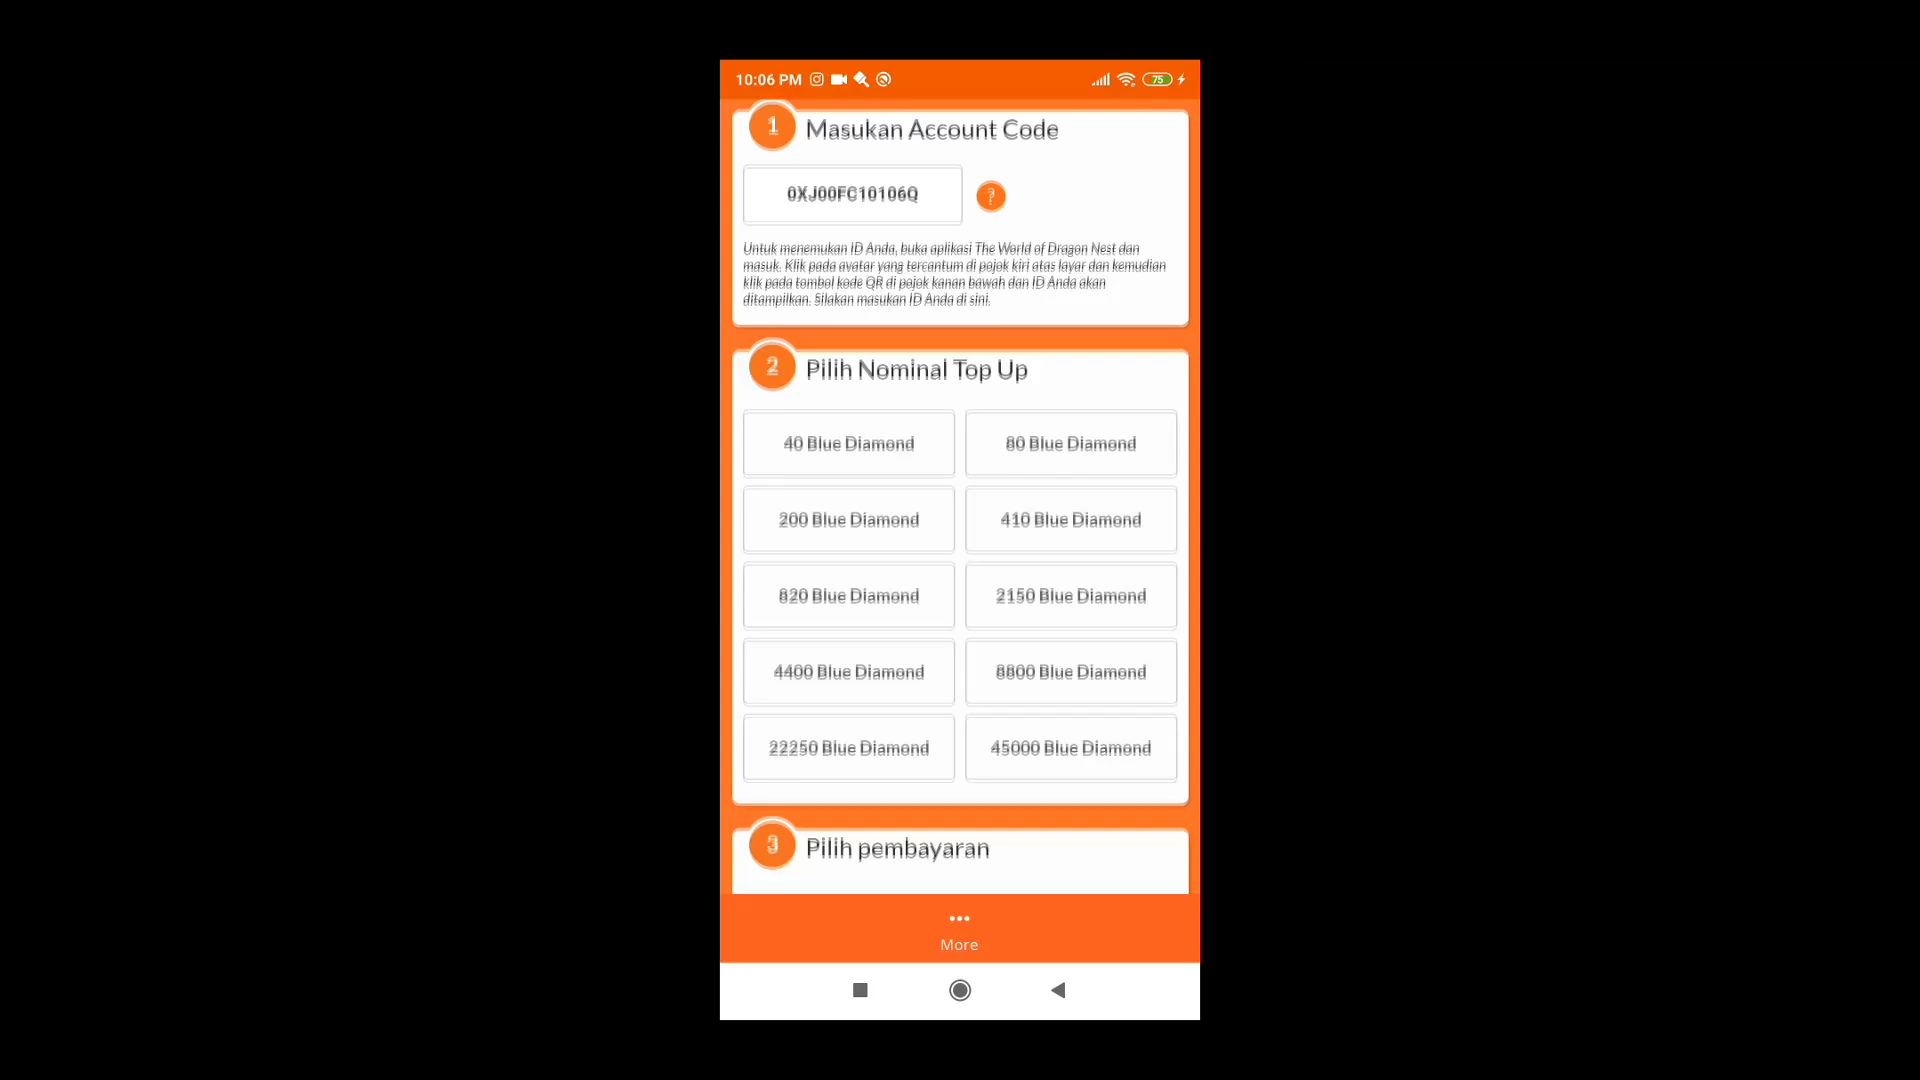 10:06 PM
75
1 Masukan Account Code
0XJ00FC10106Q
?
Untuk menemukan ID Anda, buka aplikasi The World of Dragon Nest dan
masuk. Klik pada avatar yang tercantum di pojok kiri atas layar dan kemudian
klik pada tombol kode QR di pojok kanan bawah dan ID Anda akan
ditampilkan. Silakan masukan ID Anda di sini.
2 Pilih Nominal Top Up
40 Blue Diamond
80 Blue Diamond
200 Blue Diamond
410 Blue Diamond
820 Blue Diamond
2150 Blue Diamond
4400 Blue Diamond
8800 Blue Diamond
22250 Blue Diamond
45000 Blue Diamond
3 Pilih pembayaran
More